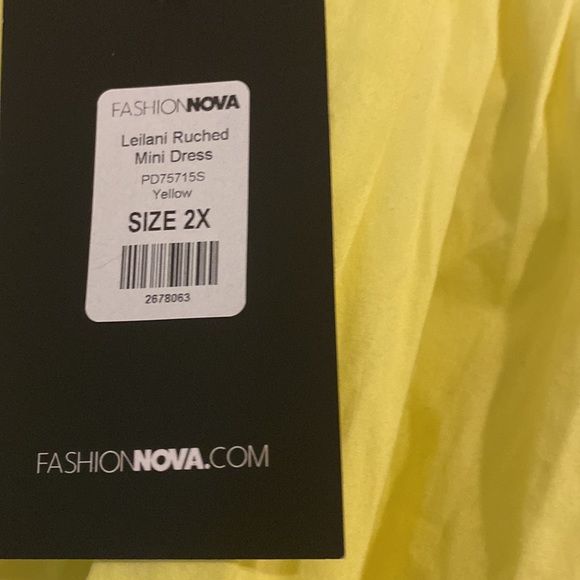 FASHIONNOVA
Leilani Ruched
Mini Dress
PD75715S
Yellow
SIZE 2X
2678063
FASHIONNOVA.COM